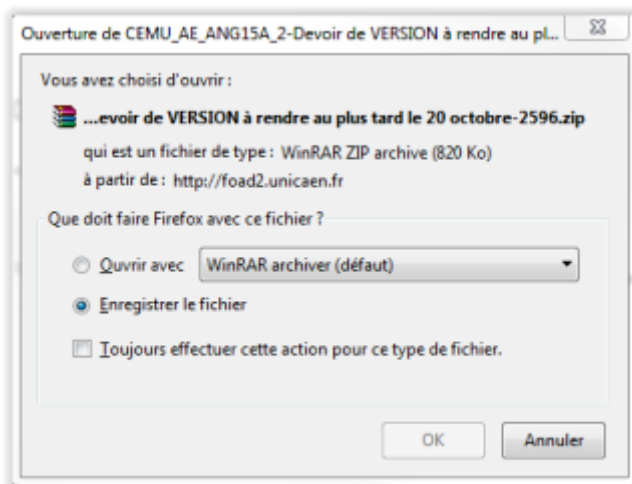 Ouverture de CEMU_AE_ANG15A_2-Devoir de VERSION à rendre au pl...
Vous avez choisi d'ouvrir :
...evoir de VERSION à rendre au plus tard le 20 octobre-2596.zip
qui est un fichier de type : WinRAR ZIP archive (820 Ko)
à partir de : http://foad2.unicaen.fr
Que doit faire Firefox avec ce fichier ?
Ouvrir avec WinRAR archiver (défaut)
Enregistrer le fichier
Toujours effectuer cette action pour ce type de fichier.
OK Annuler